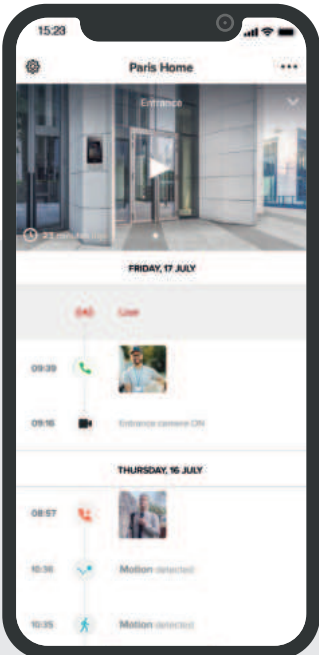 15:23
Paris Home
Entrance
FRIDAY, 17 JULY
Live
09:39
09:16 Entrance camera ON
THURSDAY, 16 JULY
08:57
10:36 Motion detected
10:35 Motion detected